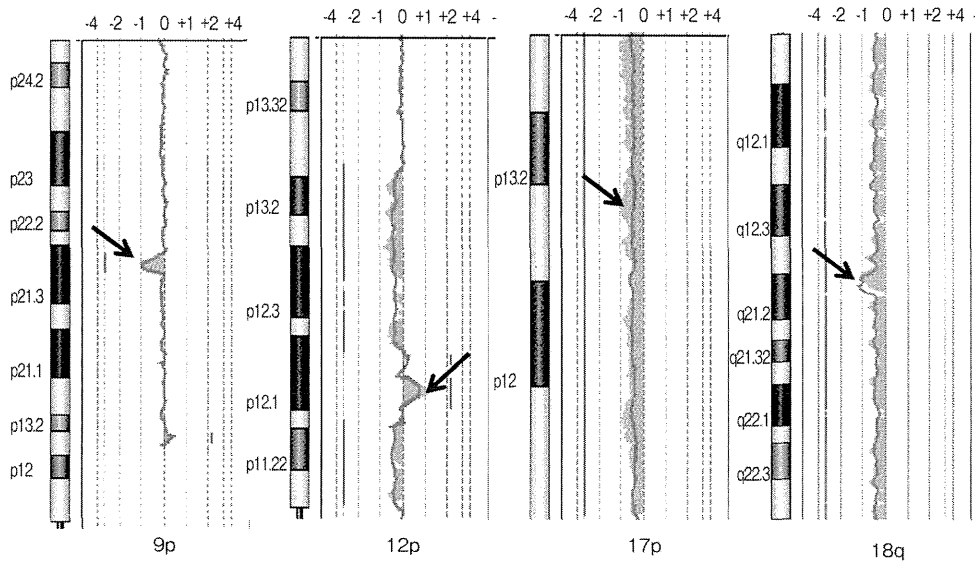 -4 -2 -1 0 +1 +2 +4
p24.2
p23
p22.2
p21.3
p21.1
p13.2
p12
9p
-4 -2 -1 0 +1 +2 +4
p13.32
p13.2
p12.3
p12.1
p11.22
12p
-4 -2 -1 0 +1 +2 +4
p13.2
p12
17p
-4 -2 -1 0 +1 +2 +4 -
q12.1
q12.3
q21.2
q21.32
q22.1
q22.3
18q